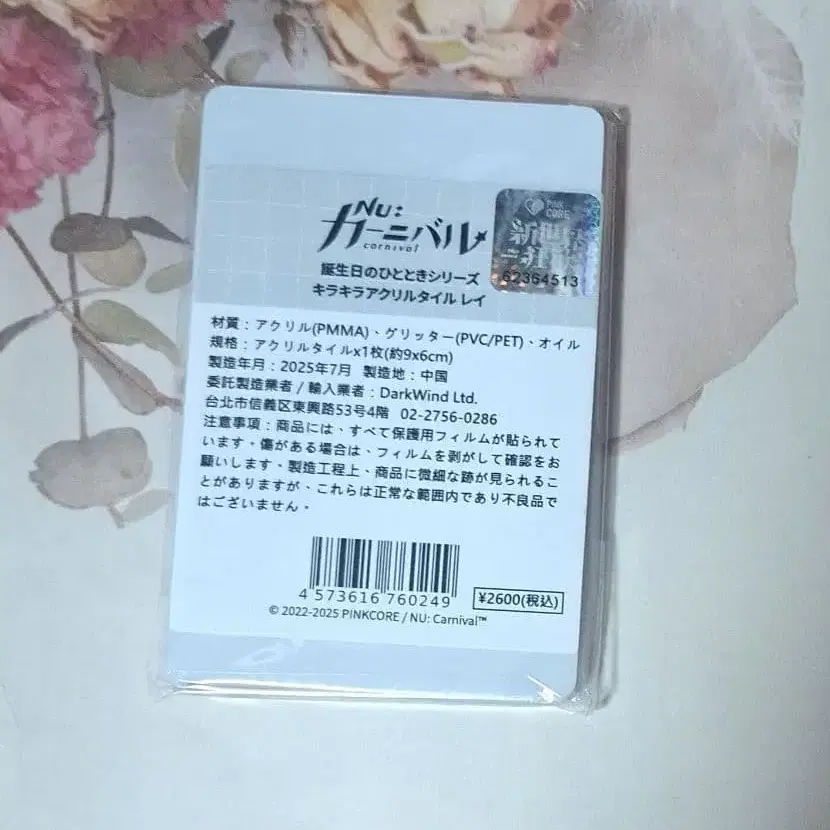 NU:
カーニバル
carnival
PINK
CORE
新世界
62364513
誕生日のひとときシリーズ
キラキラアクリルタイル レイ
材質：アクリル(PMMA)、グリッター(PVC/PET)、オイル
規格：アクリルタイルx1枚(約9x6cm)
製造年月：2025年7月 製造地：中国
委託製造業者 / 輸入業者：DarkWind Ltd.
台北市信義区東興路53号4階 02-2756-0286
注意事項：商品には、すべて保護用フィルムが貼られて
います。傷がある場合は、フィルムを剥がして確認をお
願いします。製造工程上、商品に微細な跡が見られるこ
とがありますが、これらは正常な範囲内であり不良品で
はございません。
4 573616 760249
¥2600(税込)
© 2022-2025 PINKCORE / NU: Carnival™